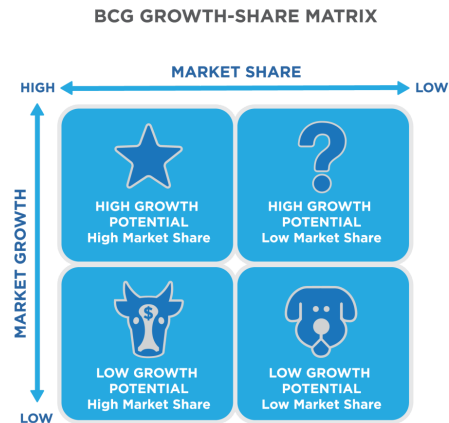 BCG GROWTH-SHARE MATRIX
MARKET SHARE
HIGH
LOW
MARKET GROWTH
HIGH GROWTH
POTENTIAL
High Market Share
?
HIGH GROWTH
POTENTIAL
Low Market Share
$
LOW GROWTH
POTENTIAL
High Market Share
LOW GROWTH
POTENTIAL
Low Market Share
LOW